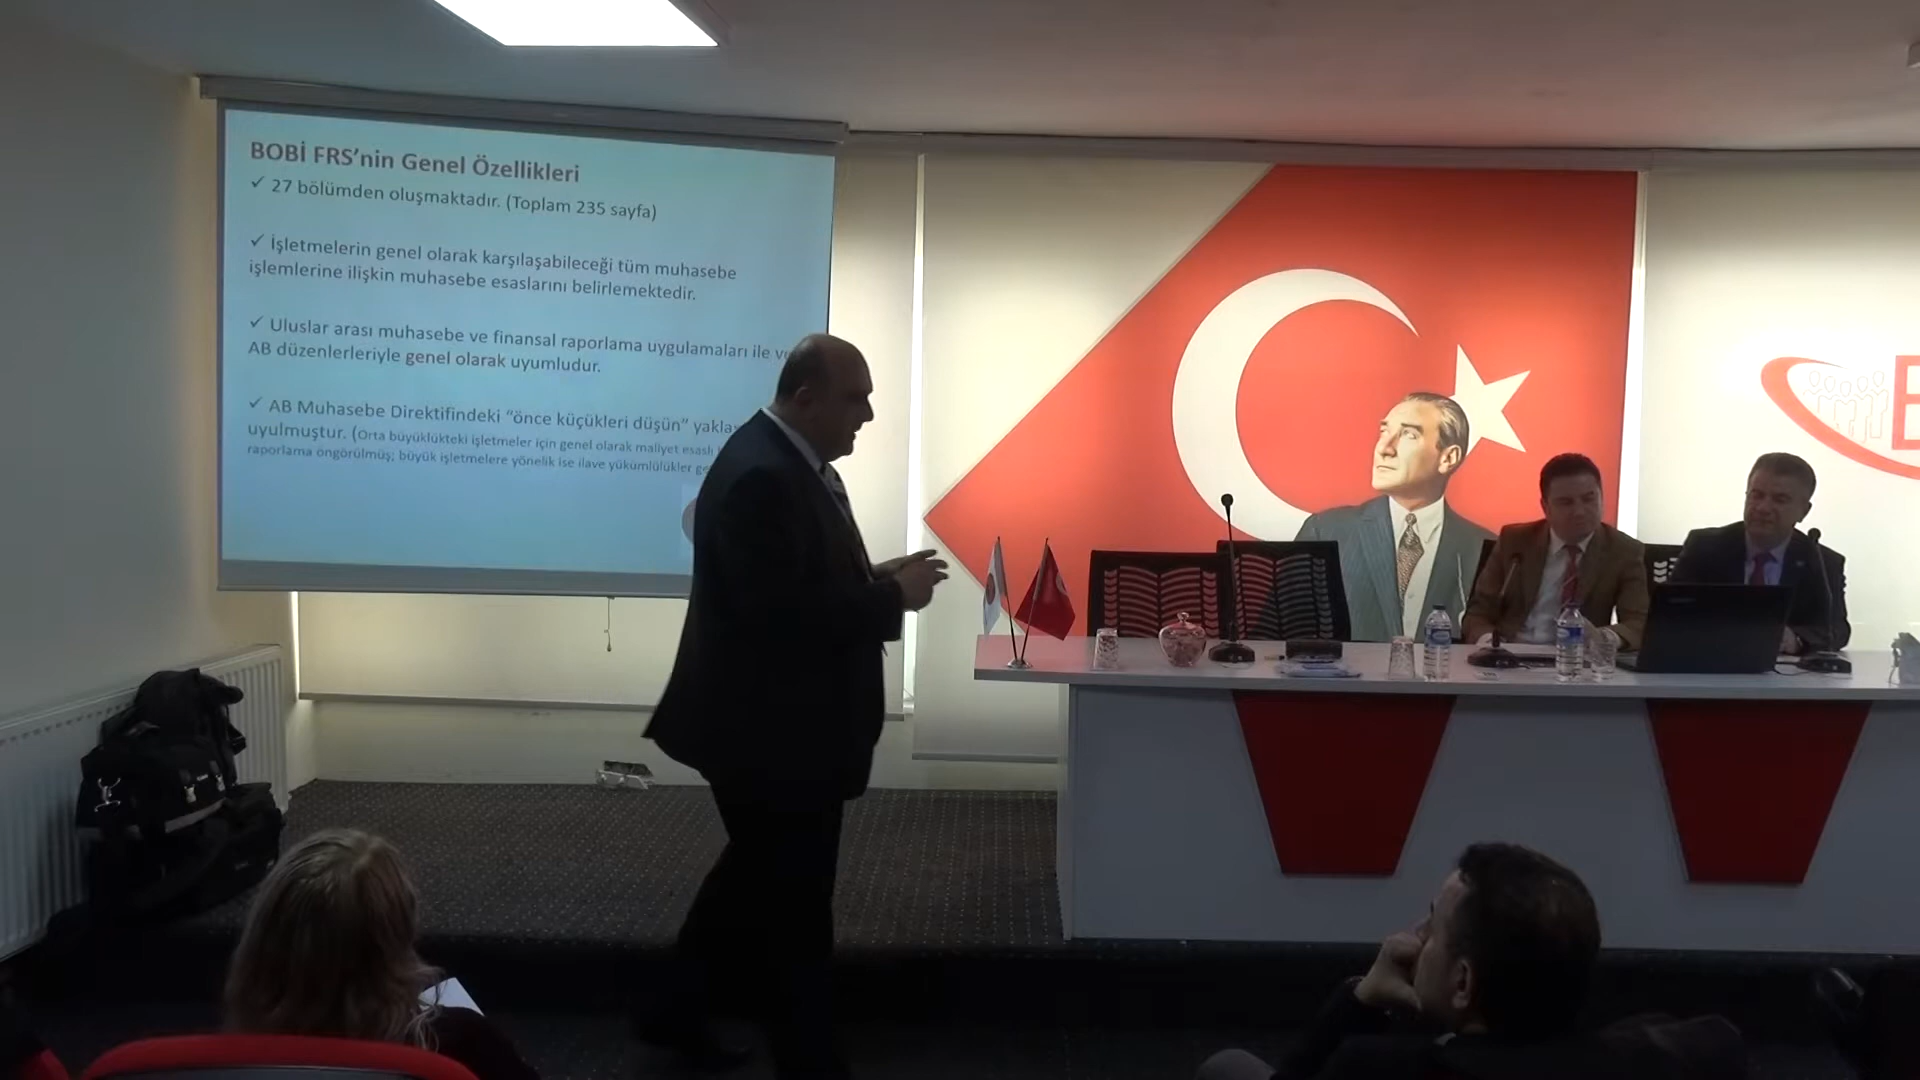 BOBİ FRS’nin Genel Özellikleri
✓ 27 bölümden oluşmaktadır. (Toplam 235 sayfa)
✓ İşletmelerin genel olarak karşılaşabileceği tüm muhasebe
işlemlerine ilişkin muhasebe esaslarını belirlemektedir.
✓ Uluslar arası muhasebe ve finansal raporlama uygulamaları ile
AB düzenlerleriyle genel olarak uyumludur.
✓ AB Muhasebe Direktifindeki “önce küçükleri düşün”
uyulmuştur. (Orta büyüklükteki işletmeler için genel olarak maliyet esaslı
raporlama öngörülmüş; büyük işletmelere yönelik ise ilave yükümlülükler